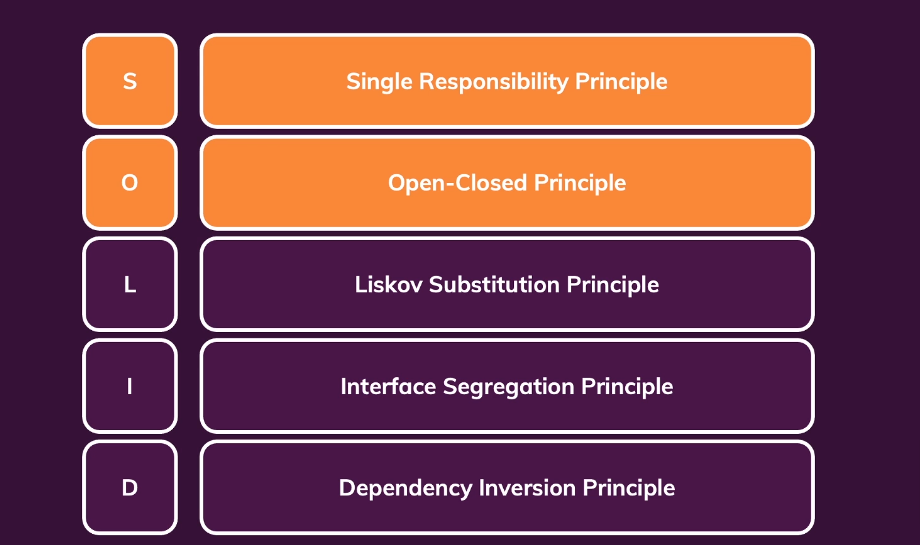 S
Single Responsibility Principle
O
Open-Closed Principle
L
Liskov Substitution Principle
I
Interface Segregation Principle
D
Dependency Inversion Principle